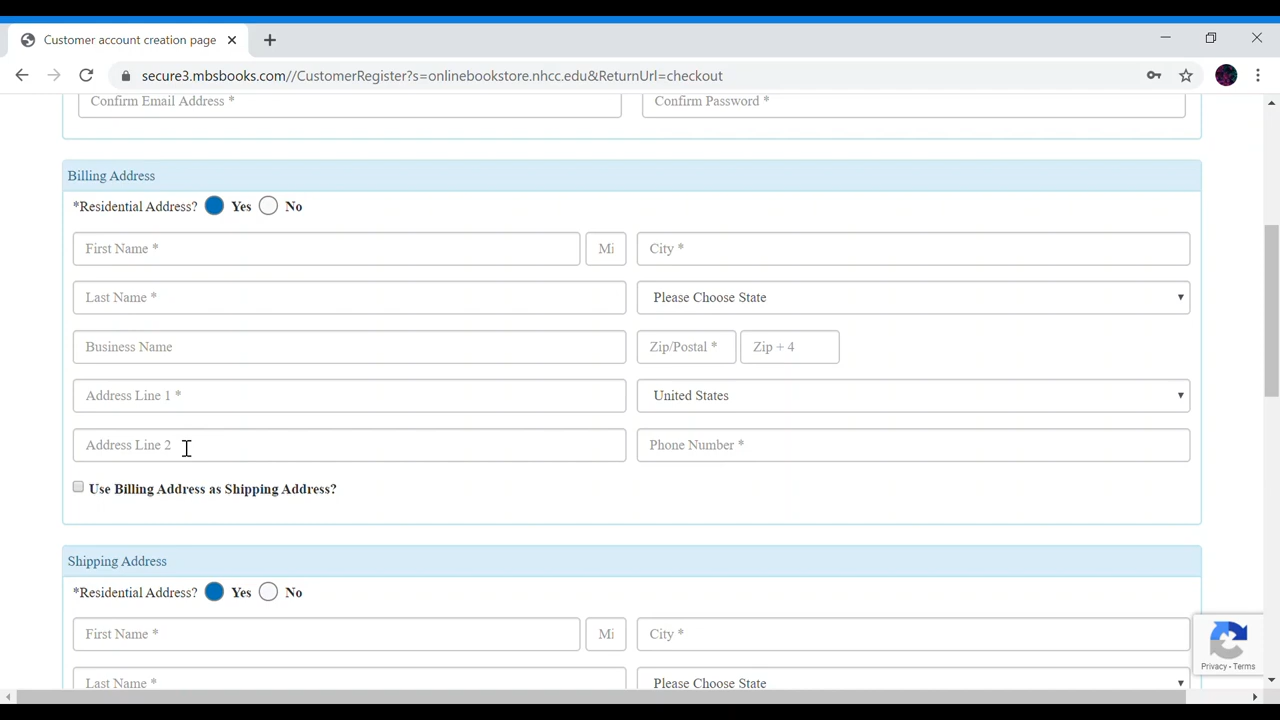 Customer account creation page
secure3.mbsbooks.com//CustomerRegister?s=onlinebookstore.nhcc.edu&ReturnUrl=checkout
Confirm Email Address * Confirm Password *
Billing Address
*Residential Address? Yes No
First Name * Mi City *
Last Name * Please Choose State
Business Name Zip/Postal * Zip + 4
Address Line 1 * United States
Address Line 2 Phone Number *
Use Billing Address as Shipping Address?
Shipping Address
*Residential Address? Yes No
First Name * Mi City *
Last Name * Please Choose State
Privacy - Terms